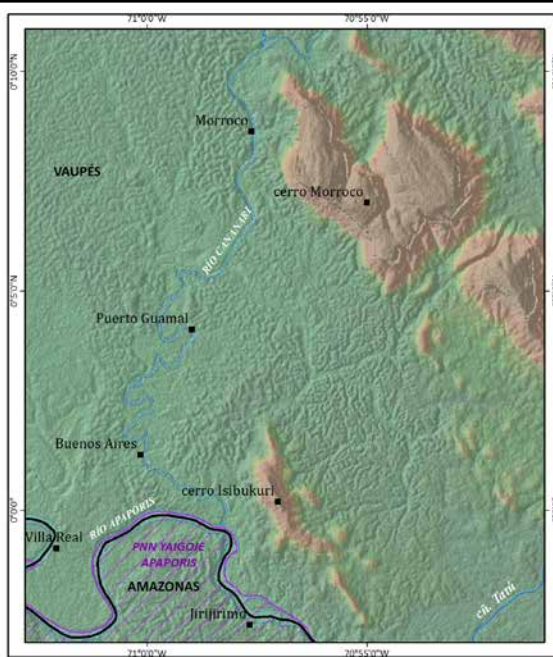 71°0'0"W
70°55'0"W
0°10'0"N
Morroco
VAUPÉS
cerro Morroco
RÍO CANANARÍ
0°5'0"N
Puerto Guamal
Buenos Aires
cerro Isibukurí
0°0'0"
RÍO APAPORIS
Villa Real
PNN YAIGOJE
APAPORIS
AMAZONAS
Jirijirimo
ch. Tatú
71°0'0"W
70°55'0"W